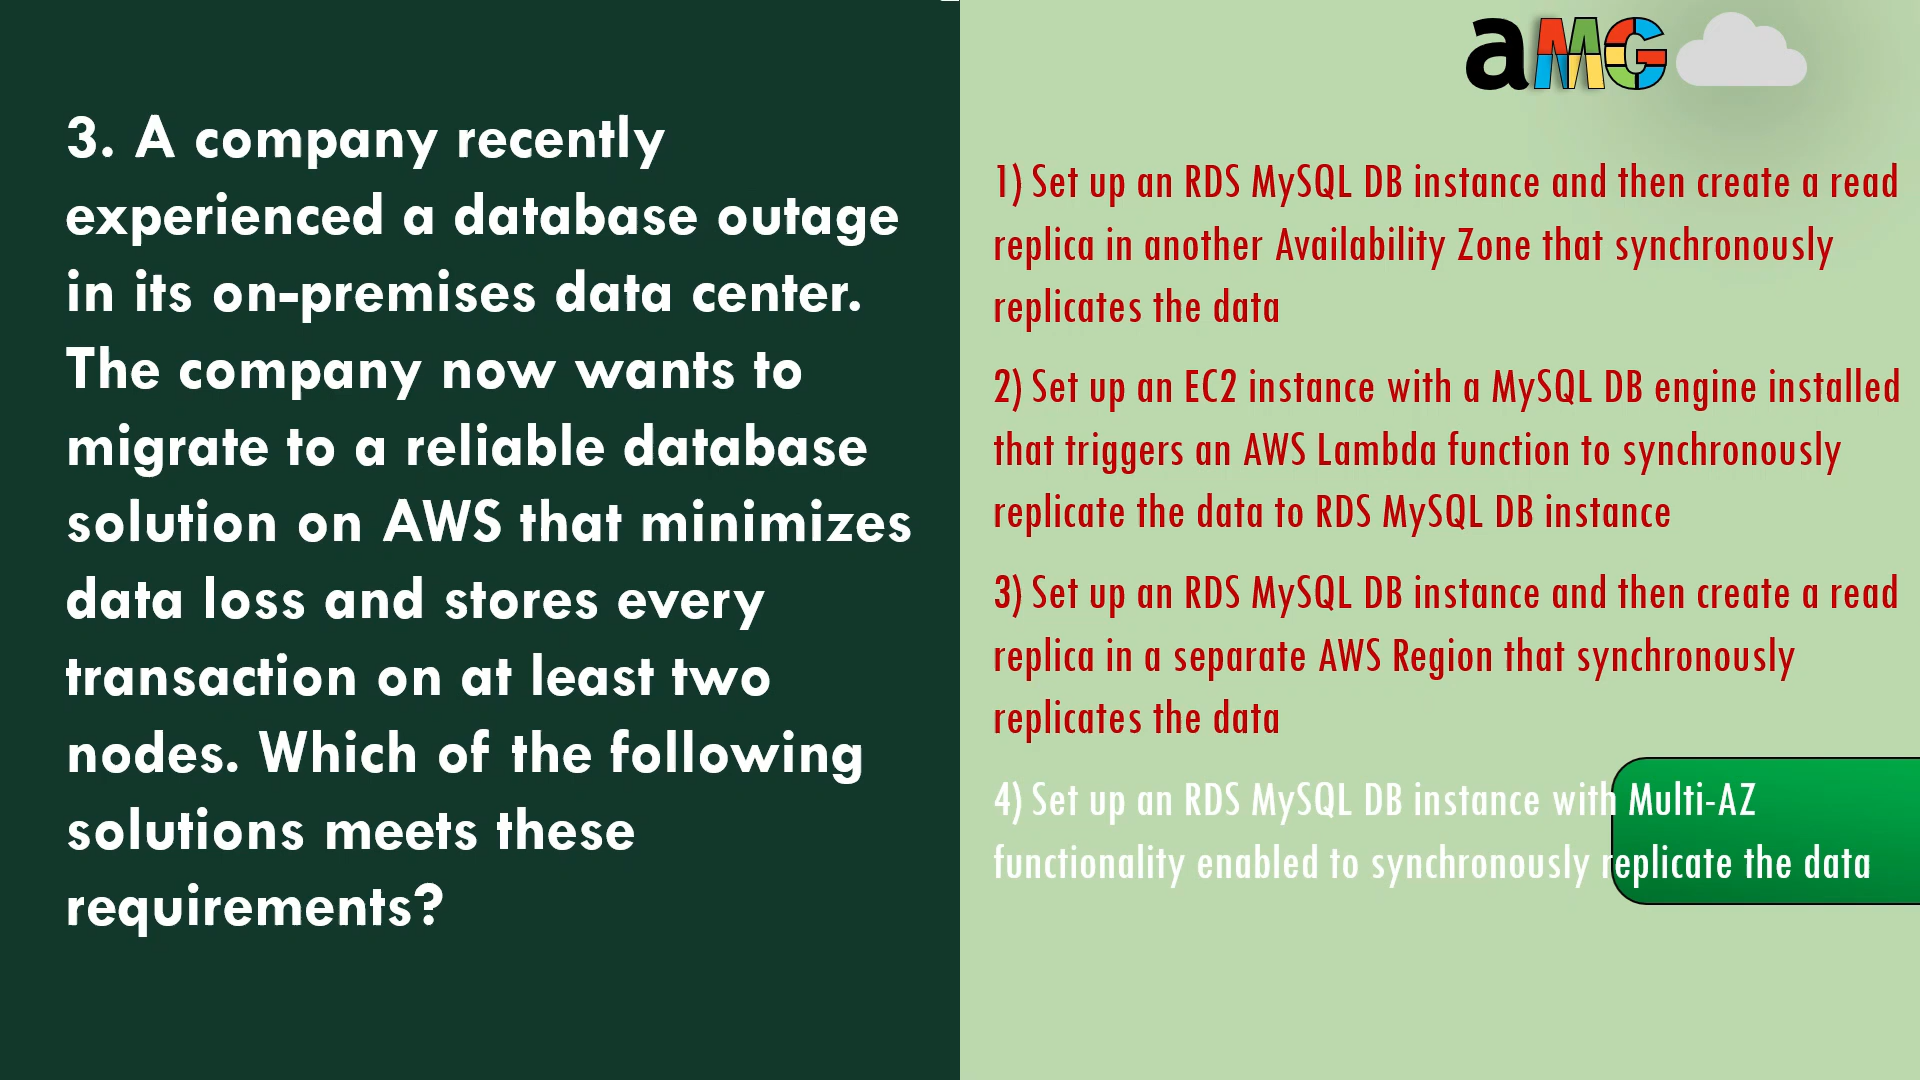 aMG
3. A company recently
experienced a database outage
in its on-premises data center.
The company now wants to
migrate to a reliable database
solution on AWS that minimizes
data loss and stores every
transaction on at least two
nodes. Which of the following
solutions meets these
requirements?
1) Set up an RDS MySQL DB instance and then create a read
replica in another Availability Zone that synchronously
replicates the data
2) Set up an EC2 instance with a MySQL DB engine installed
that triggers an AWS Lambda function to synchronously
replicate the data to RDS MySQL DB instance
3) Set up an RDS MySQL DB instance and then create a read
replica in a separate AWS Region that synchronously
replicates the data
4) Set up an RDS MySQL DB instance with Multi-AZ
functionality enabled to synchronously replicate the data